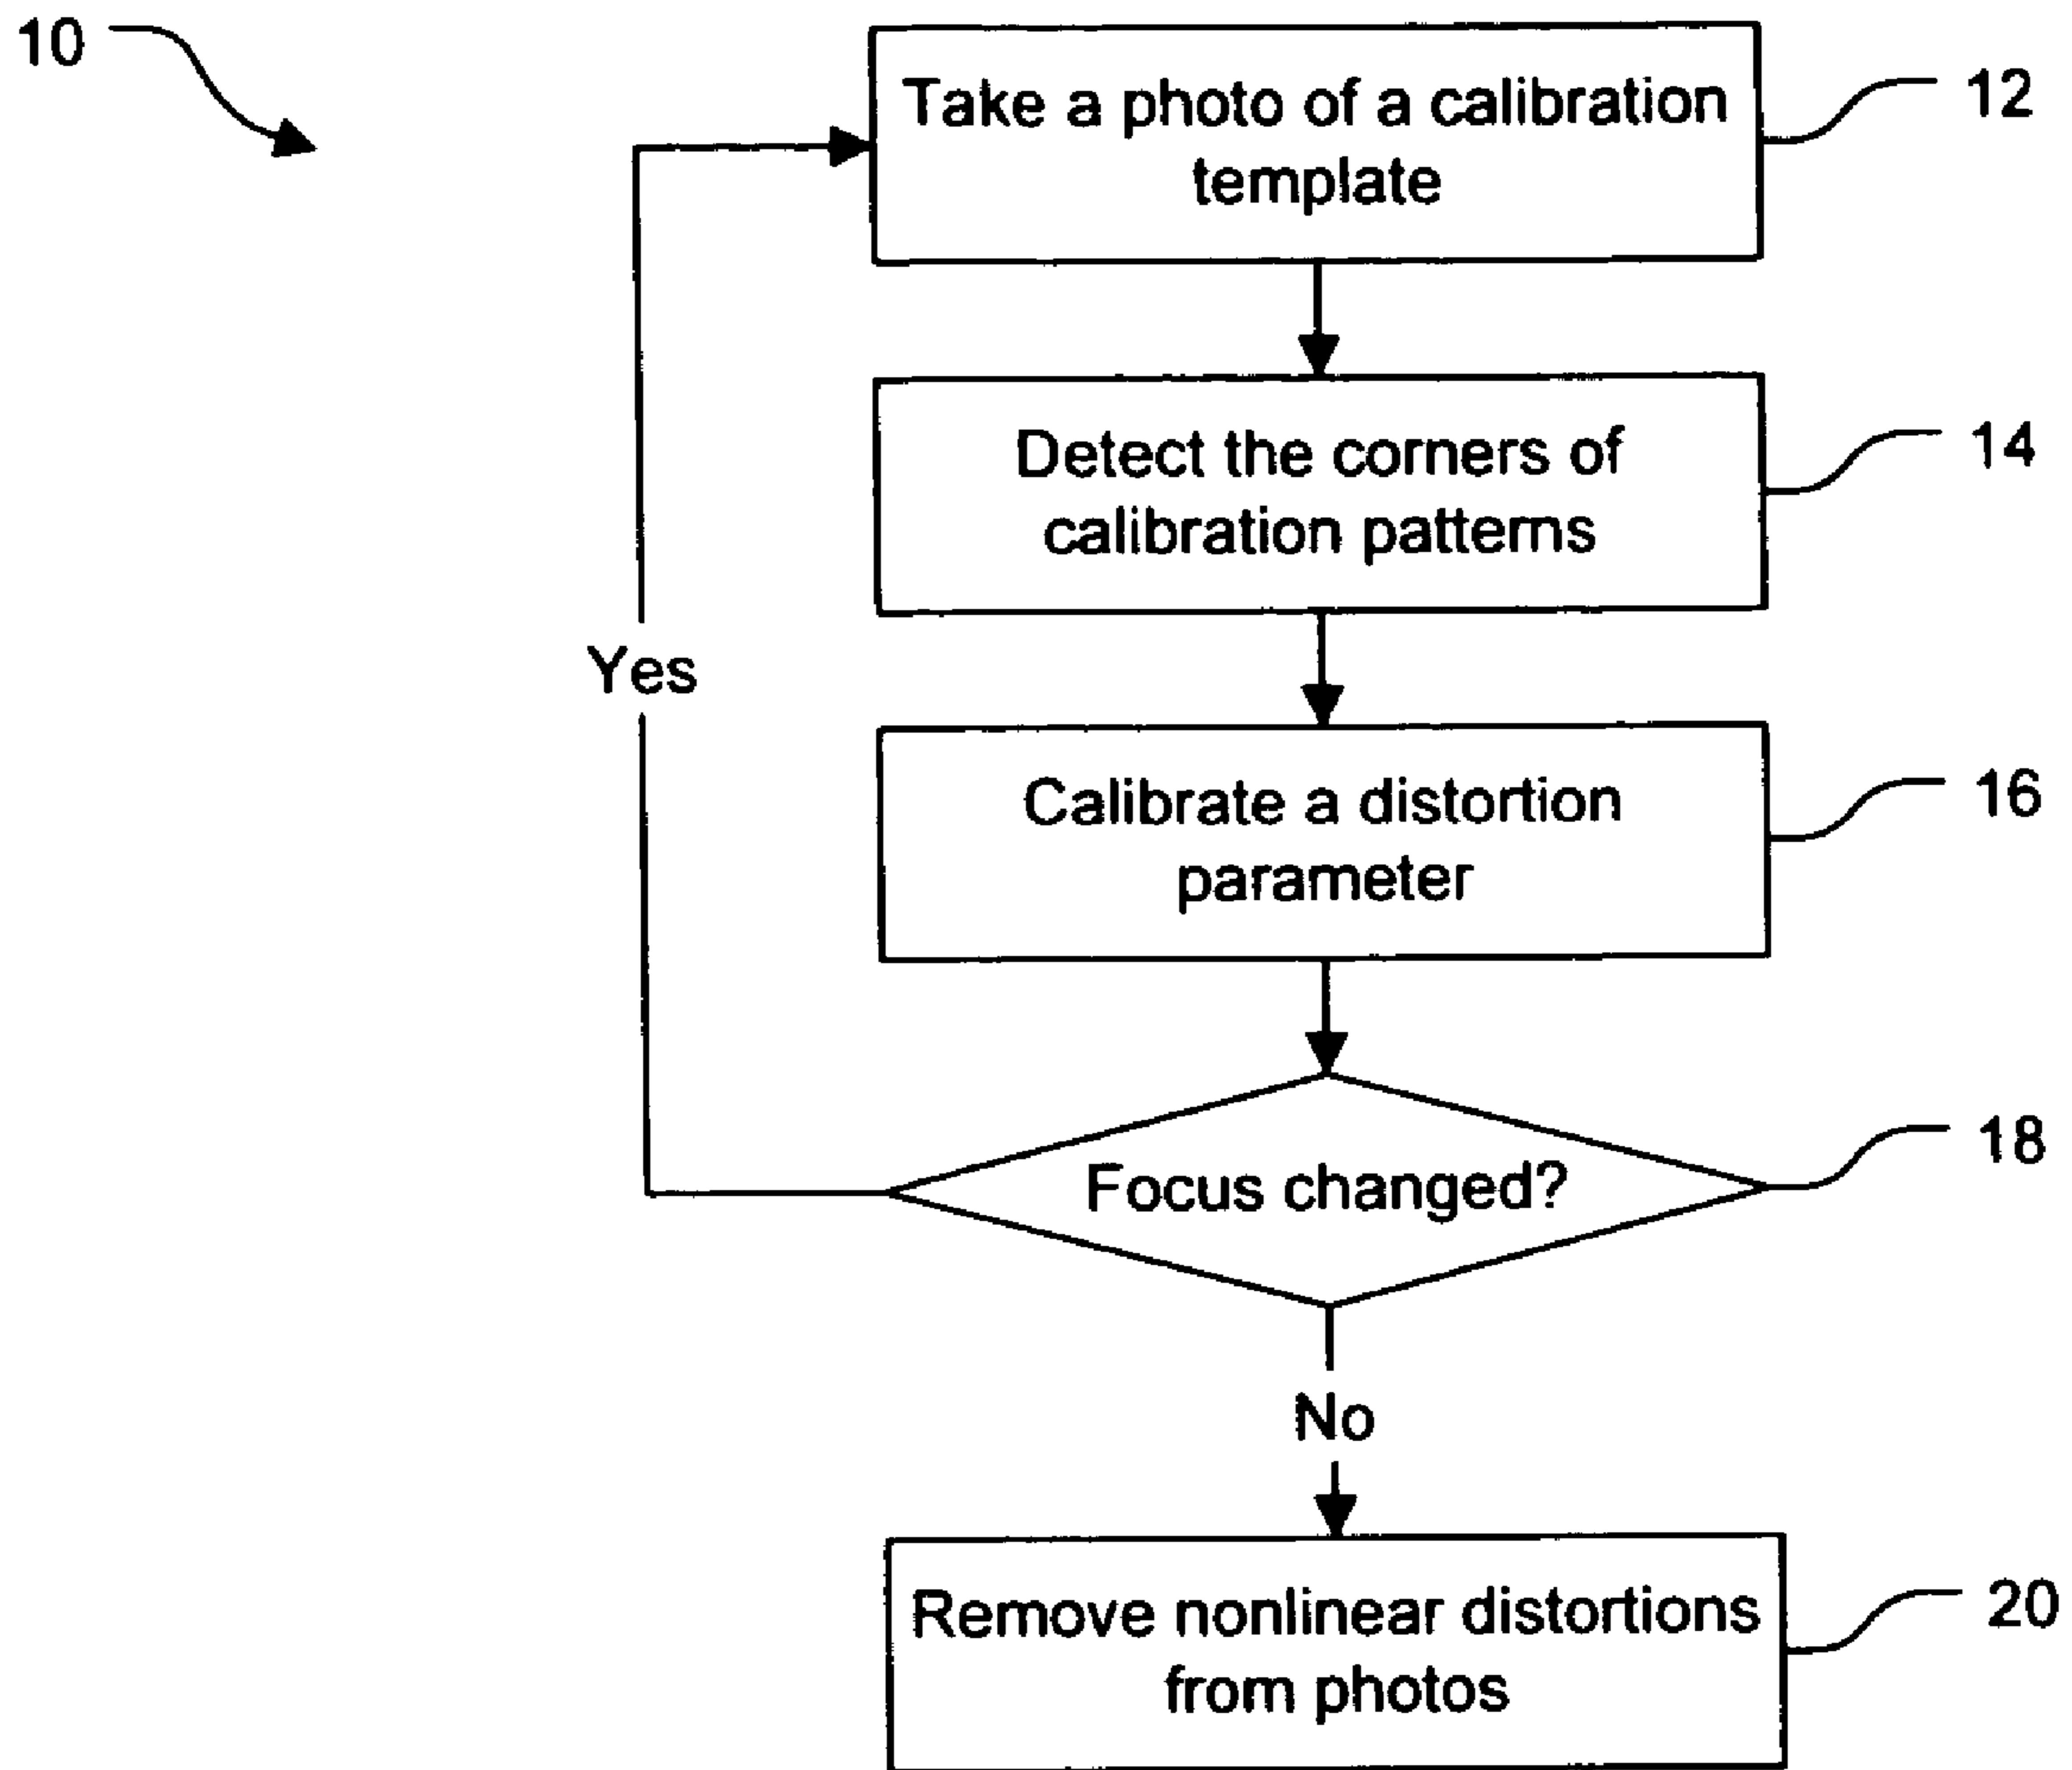 10
Take a photo of a calibration
template
12
Detect the corners of
calibration patterns
14
Yes
Calibrate a distortion
parameter
16
Focus changed?
18
No
Remove nonlinear distortions
from photos
20